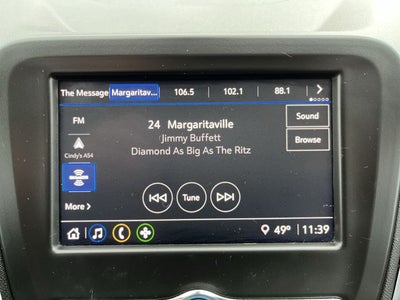 The Message Margaritav... 106.5 102.1 88.1 >
FM
24 Margaritaville
Sound
Jimmy Buffett
Browse
Cindy's A54
Diamond As Big As The Ritz
Tune
More >
49° 11:39